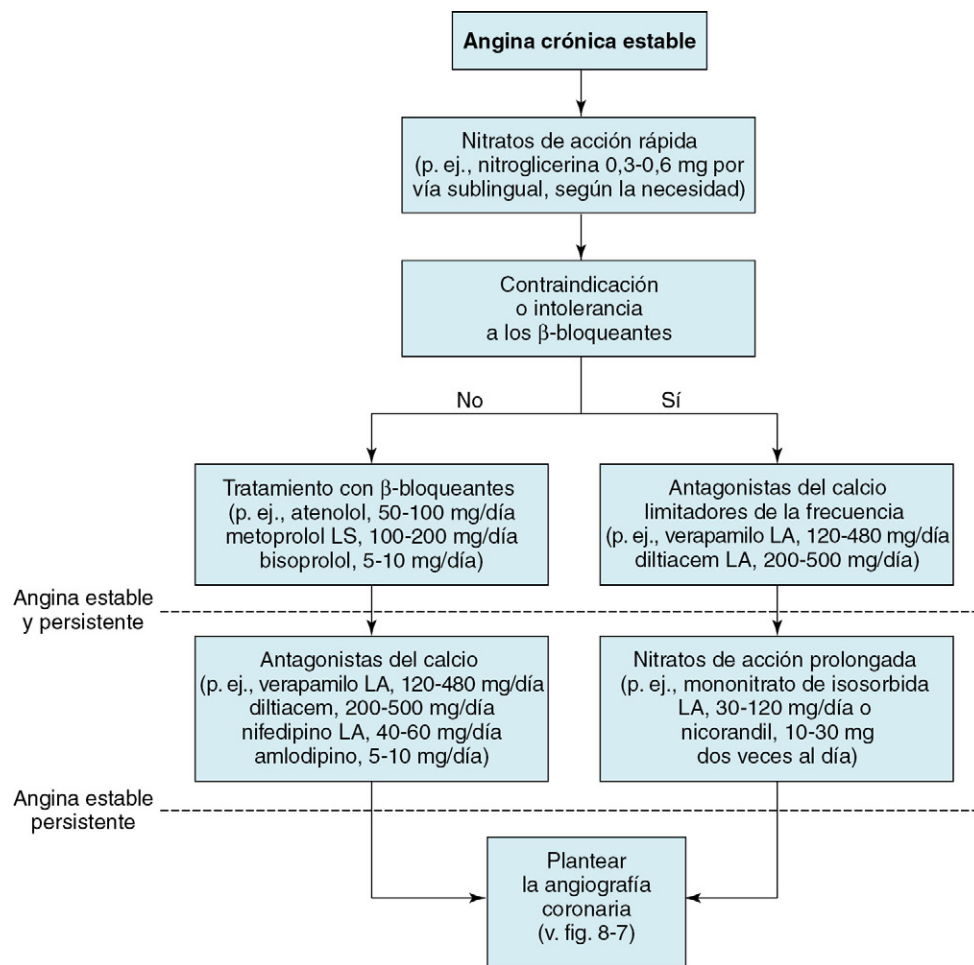 Angina crónica estable
Nitratos de acción rápida
(p. ej., nitroglicerina 0,3-0,6 mg por
vía sublingual, según la necesidad)
Contraindicación
o intolerancia
a los β-bloqueantes
No
Sí
Tratamiento con β-bloqueantes
(p. ej., atenolol, 50-100 mg/día
metoprolol LS, 100-200 mg/día
bisoprolol, 5-10 mg/día)
Antagonistas del calcio
limitadores de la frecuencia
(p. ej., verapamilo LA, 120-480 mg/día
diltiacem LA, 200-500 mg/día)
Angina estable
y persistente
Antagonistas del calcio
(p. ej., verapamilo LA, 120-480 mg/día
diltiacem, 200-500 mg/día
nifedipino LA, 40-60 mg/día
amlodipino, 5-10 mg/día)
Nitratos de acción prolongada
(p. ej., mononitrato de isosorbida
LA, 30-120 mg/día o
nicorandil, 10-30 mg
dos veces al día)
Angina estable
persistente
Plantear
la angiografía
coronaria
(v. fig. 8-7)